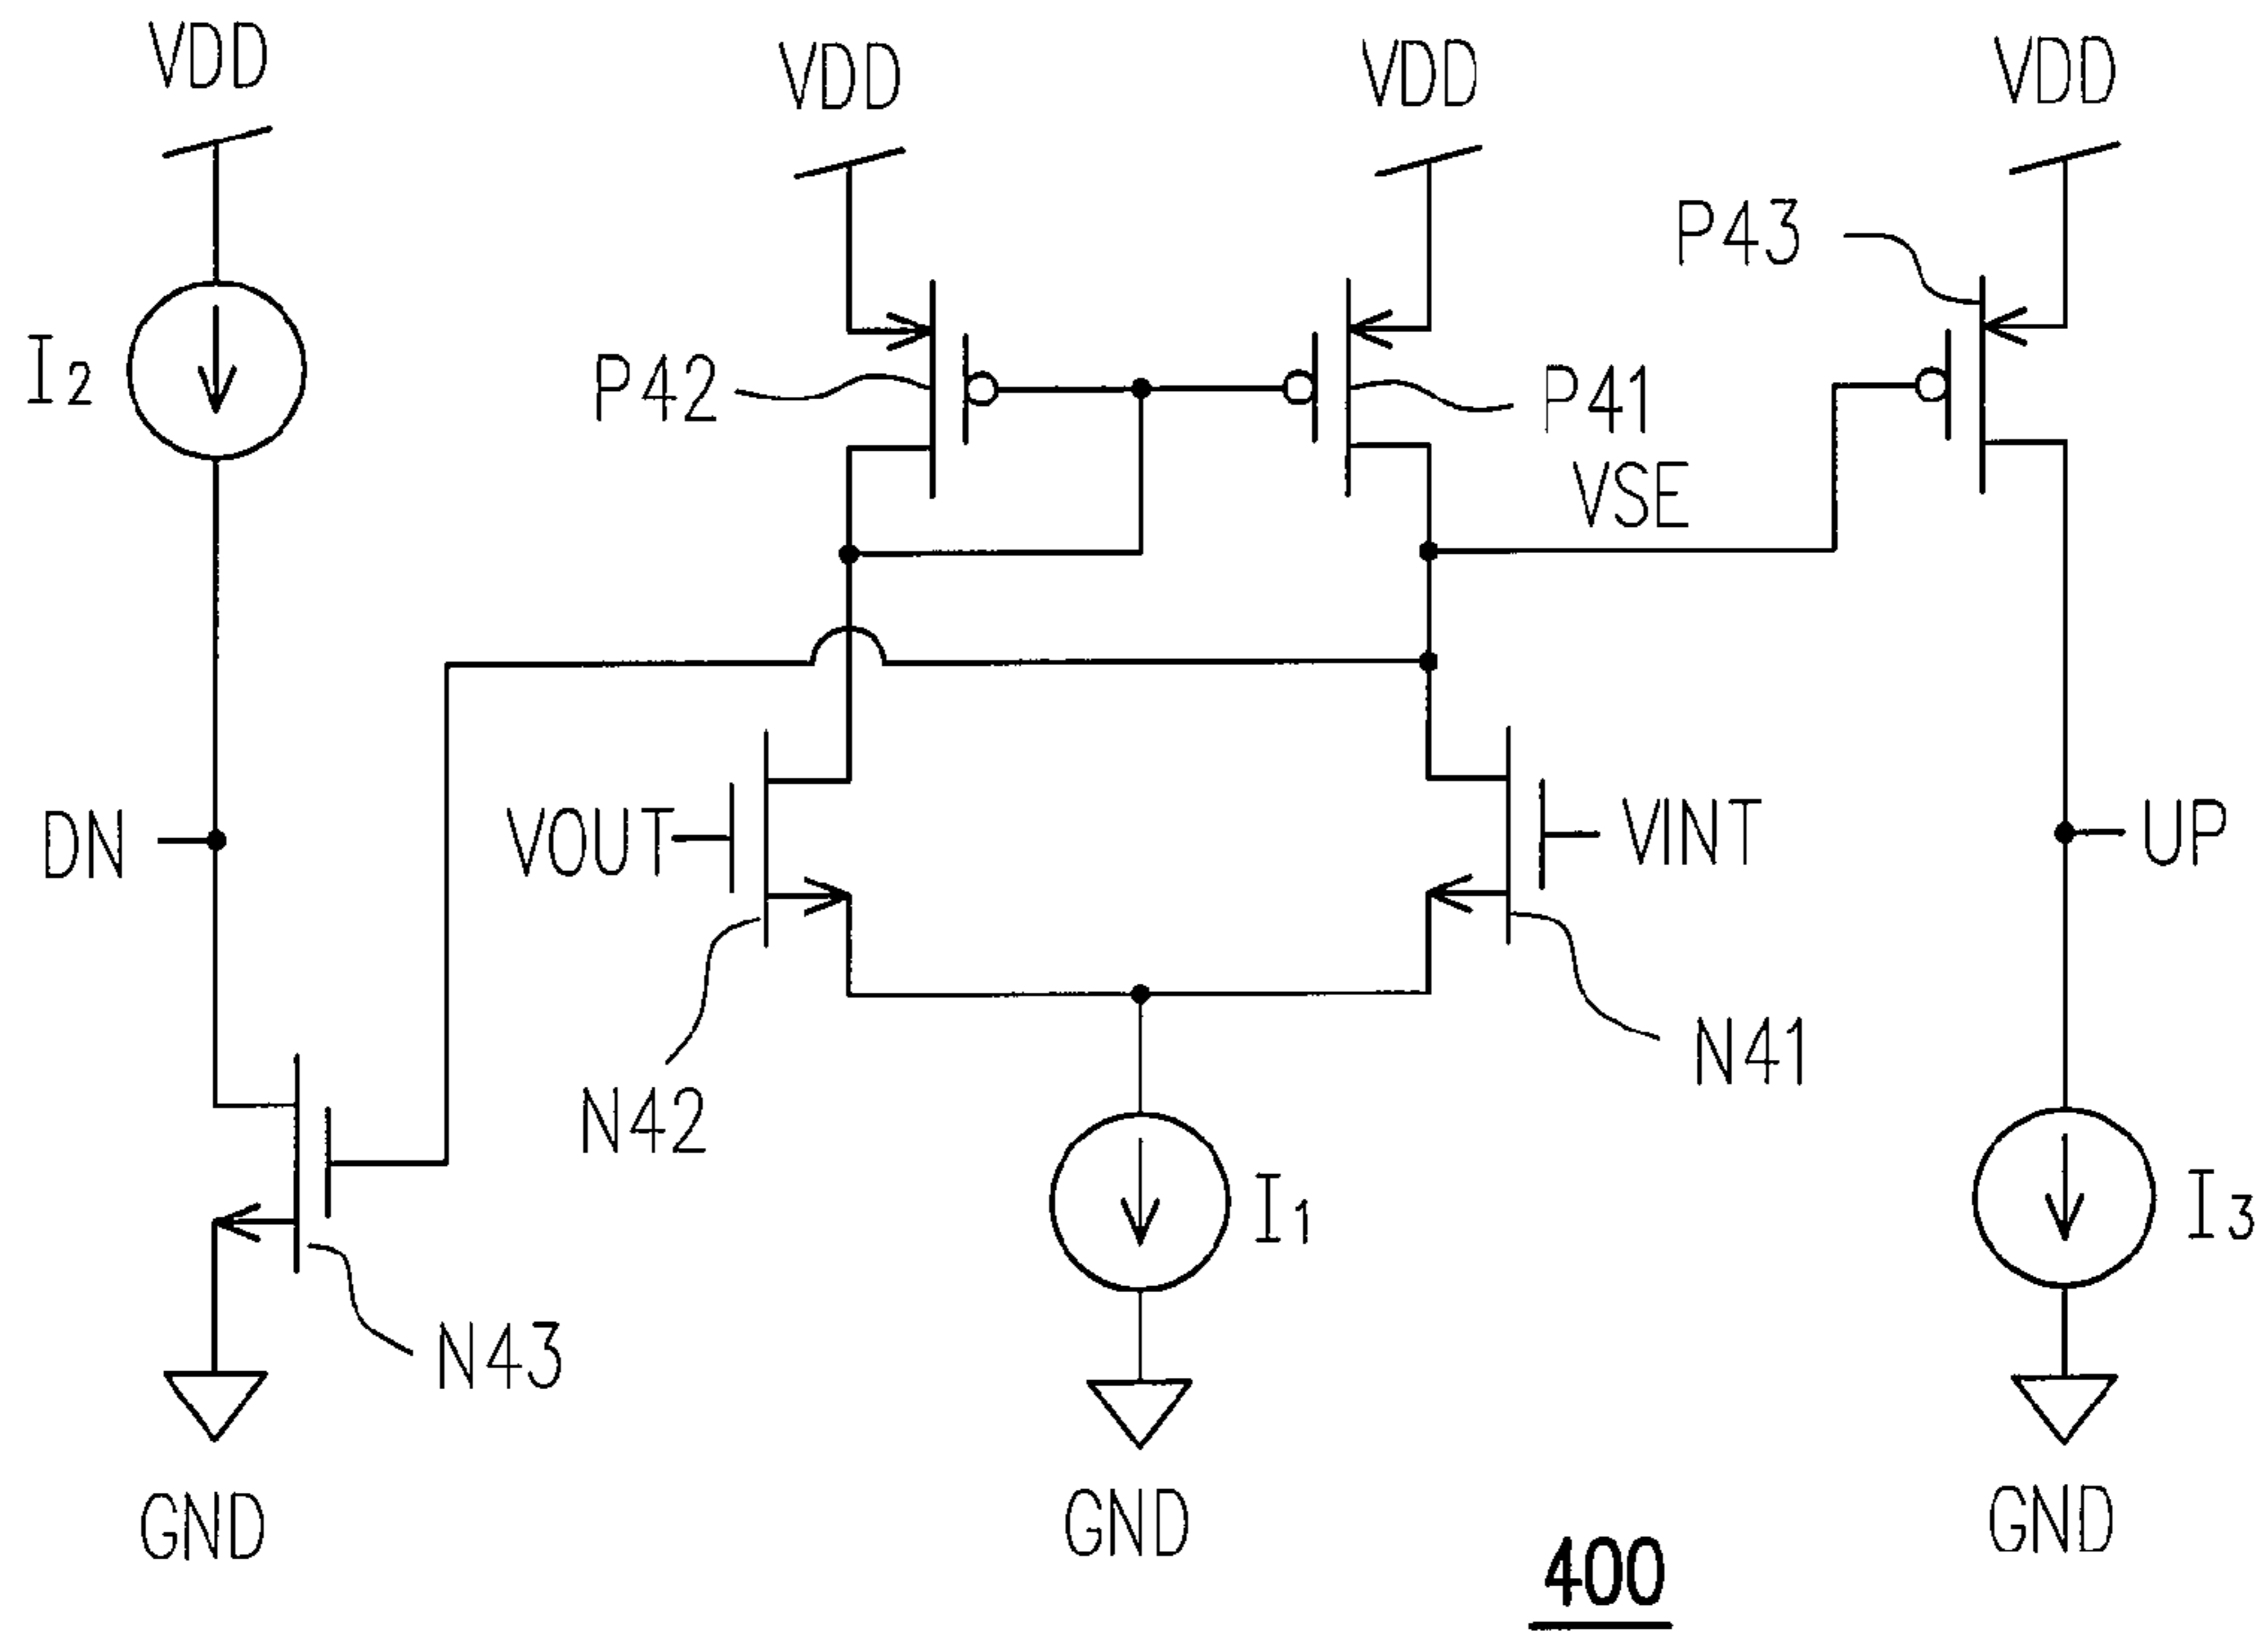 VDD
VDD
VDD
VDD
P43
I2
P42
P41
VSE
DN
VOUT
VINT
UP
N42
N41
I1
I3
N43
GND
GND
GND
400